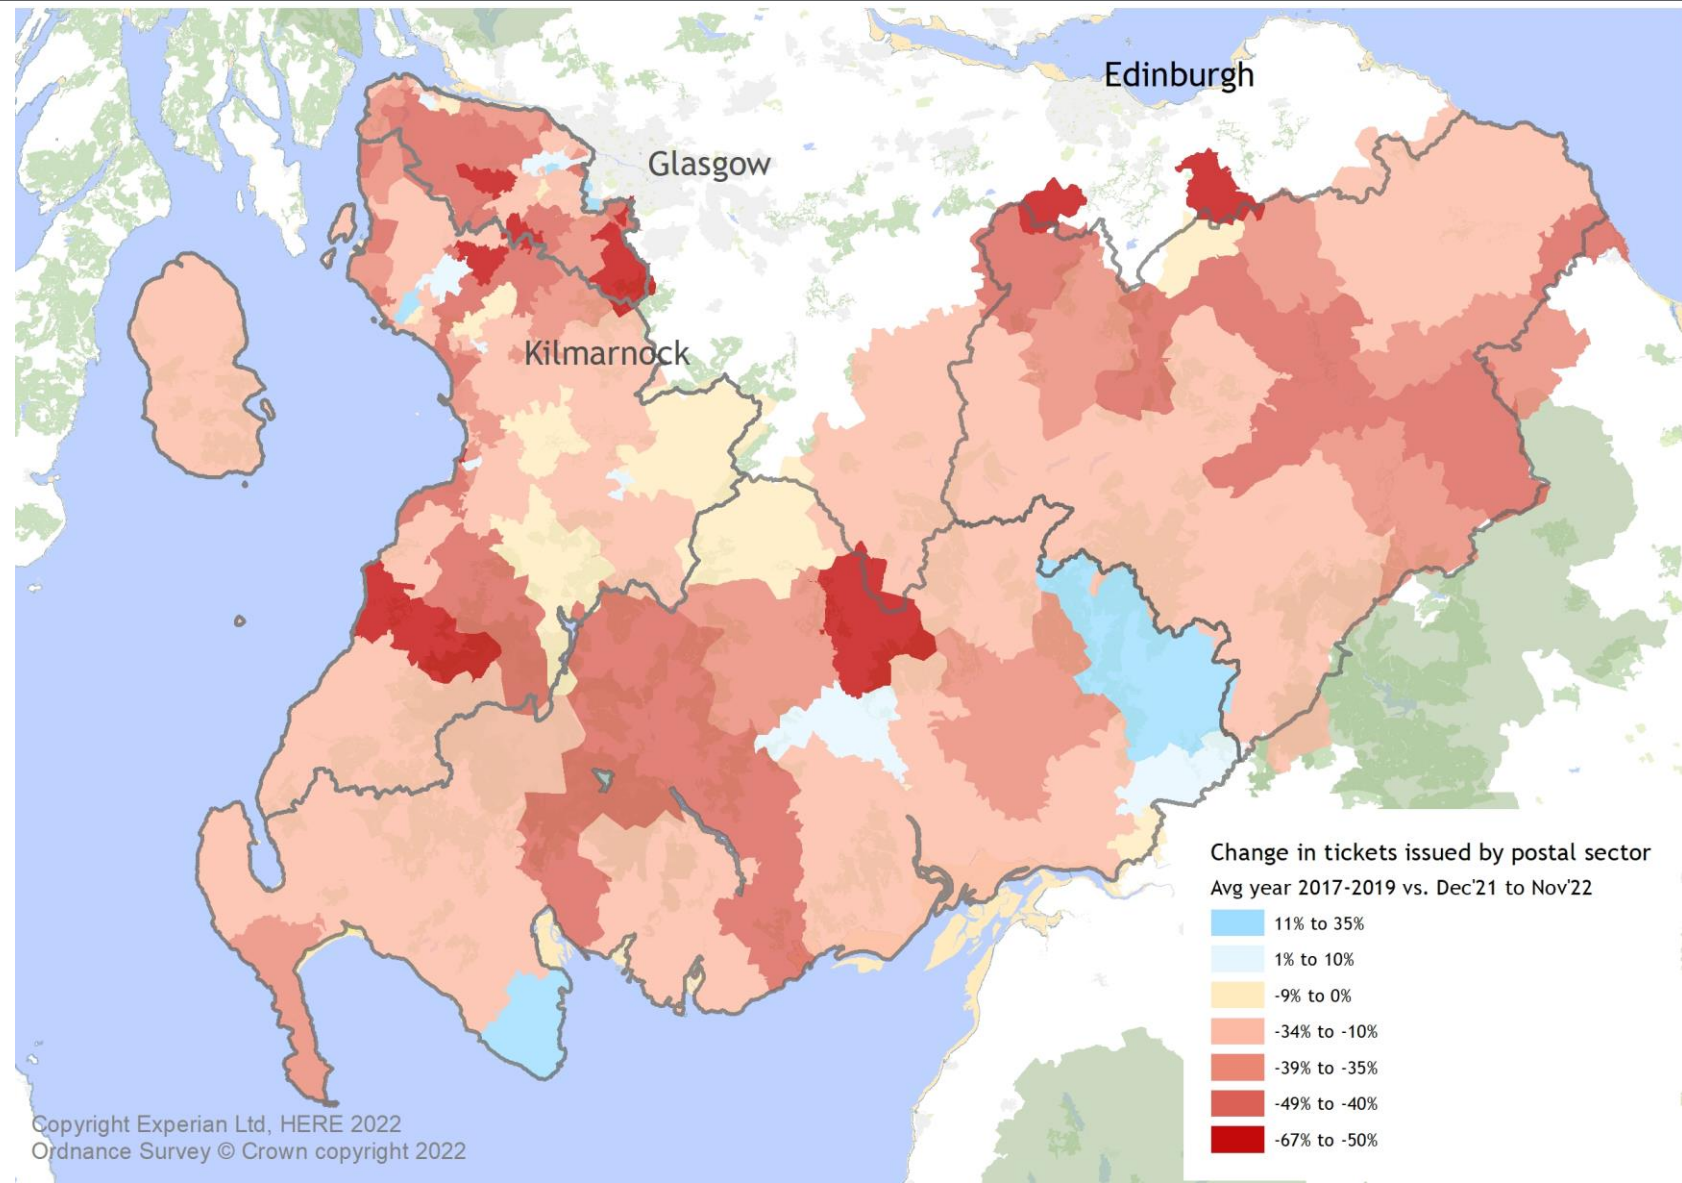 Edinburgh
Glasgow
Kilmarnock
Change in tickets issued by postal sector
Avg year 2017-2019 vs. Dec'21 to Nov'22
11% to 35%
1% to 10%
-9% to 0%
-34% to -10%
-39% to -35%
-49% to -40%
-67% to -50%
Copyright Experian Ltd, HERE 2022
Ordnance Survey © Crown copyright 2022